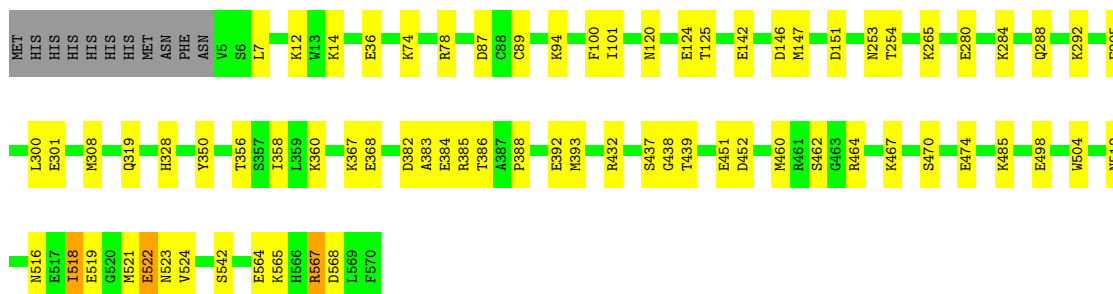 MET HIS HIS HIS HIS HIS HIS MET ASN PHE ASN V5 S6 L7 K12 W13 K14 E36 K74 R78 D87 C88 C89 K94 F100 I101 N120 E124 T125 E142 D146 M147 D151 N253 T254 K265 E280 K284 Q288 K292
L300 E301 M308 Q319 H328 Y350 T356 S357 I358 L359 K360 K367 E368 D382 A383 E384 R385 T386 A387 P388 E392 M393 R432 S437 G438 T439 E451 D452 M460 R461 S462 G463 R464 K467 S470 E474 K485 E498 W504
N516 E517 I518 E519 G520 M521 E522 N523 V524 S542 E564 K565 H566 R567 D568 L569 F570